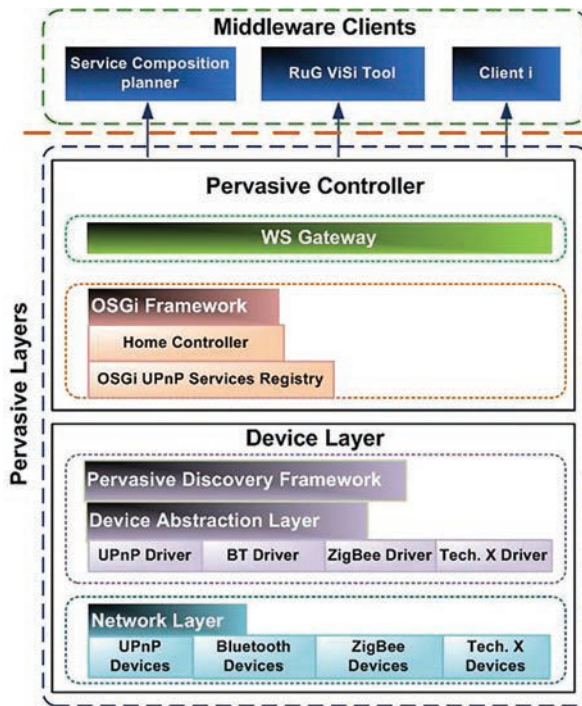 Middleware Clients
Service Composition
planner
RuG ViSi Tool
Client i
Pervasive Layers
Pervasive Controller
WS Gateway
OSGi Framework
Home Controller
OSGi UPnP Services Registry
Device Layer
Pervasive Discovery Framework
Device Abstraction Layer
UPnP Driver
BT Driver
ZigBee Driver
Tech. X Driver
Network Layer
UPnP
Devices
Bluetooth
Devices
ZigBee
Devices
Tech. X
Devices